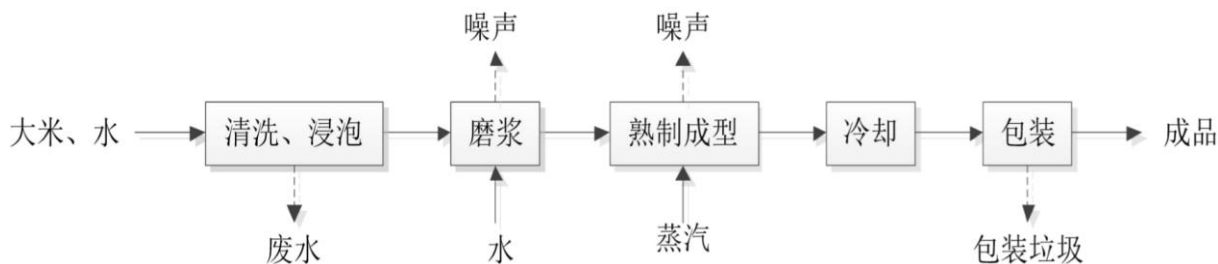 噪声
噪声
大米、水
清洗、浸泡
磨浆
熟制成型
冷却
包装
成品
废水
水
蒸汽
包装垃圾